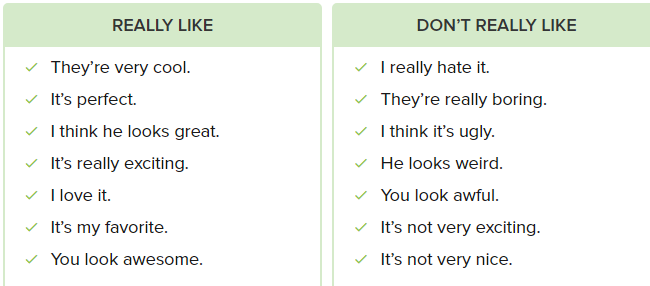 REALLY LIKE
They’re very cool.
It’s perfect.
I think he looks great.
It’s really exciting.
I love it.
It’s my favorite.
You look awesome.
DON’T REALLY LIKE
I really hate it.
They’re really boring.
I think it’s ugly.
He looks weird.
You look awful.
It’s not very exciting.
It’s not very nice.